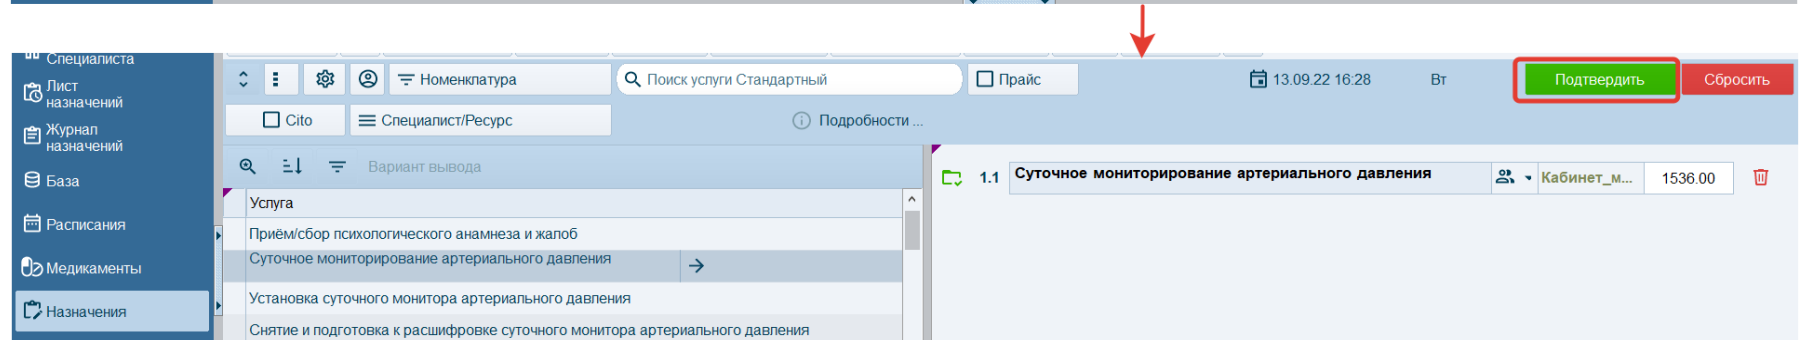 Специалиста
Лист
назначений
Журнал
назначений
База
Расписания
Медикаменты
Назначения
Номенклатура
Поиск услуги Стандартный
Прайс
13.09.22 16:28
Вт
Подтвердить
Сбросить
Cito
Специалист/Ресурс
Подробности ...
Вариант вывода
Услуга
Приём/сбор психологического анамнеза и жалоб
Суточное мониторирование артериального давления
Установка суточного монитора артериального давления
Снятие и подготовка к расшифровке суточного монитора артериального давления
1.1 Суточное мониторирование артериального давления
Кабинет_м...
1536.00